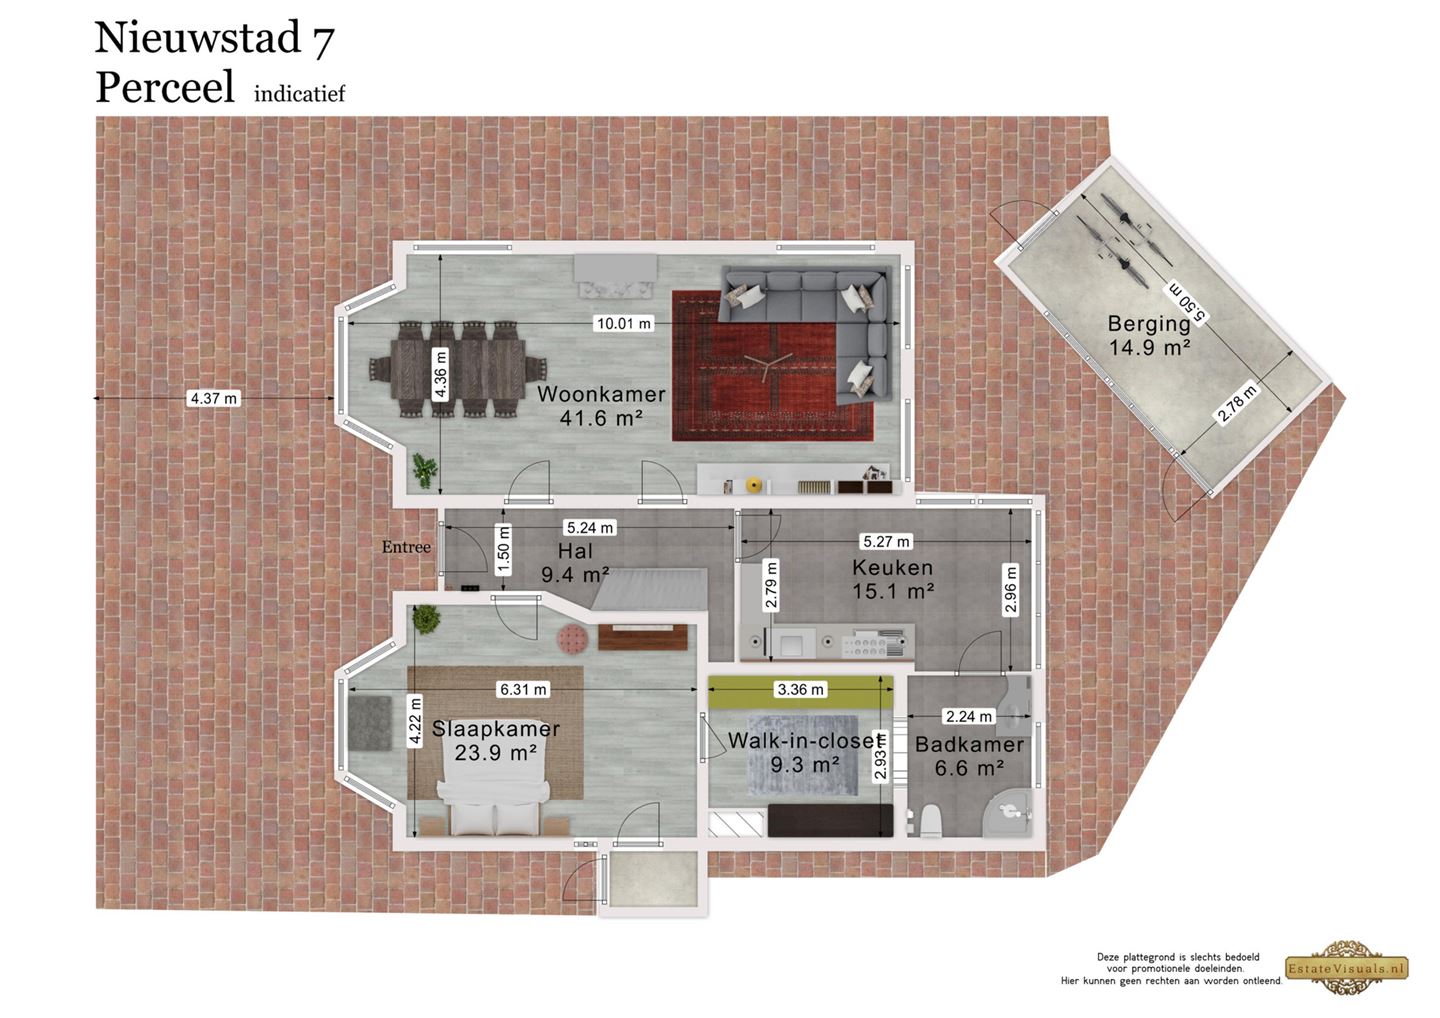 Nieuwstad 7
Perceel indicatief
10.01 m
4.36 m
4.37 m
Woonkamer
41.6 m²
5.50 m
Berging
14.9 m²
2.78 m
Entree
1.50 m
5.24 m
Hal
9.4 m²
2.79 m
5.27 m
Keuken
15.1 m²
2.96 m
6.31 m
4.22 m
Slaapkamer
23.9 m²
3.36 m
Walk-in-closet
9.3 m²
2.93 m
2.24 m
Badkamer
6.6 m²
Deze plattegrond is slechts bedoeld
voor promotionele doeleinden.
Hier kunnen geen rechten aan worden ontleend.
EstateVisuals.nl